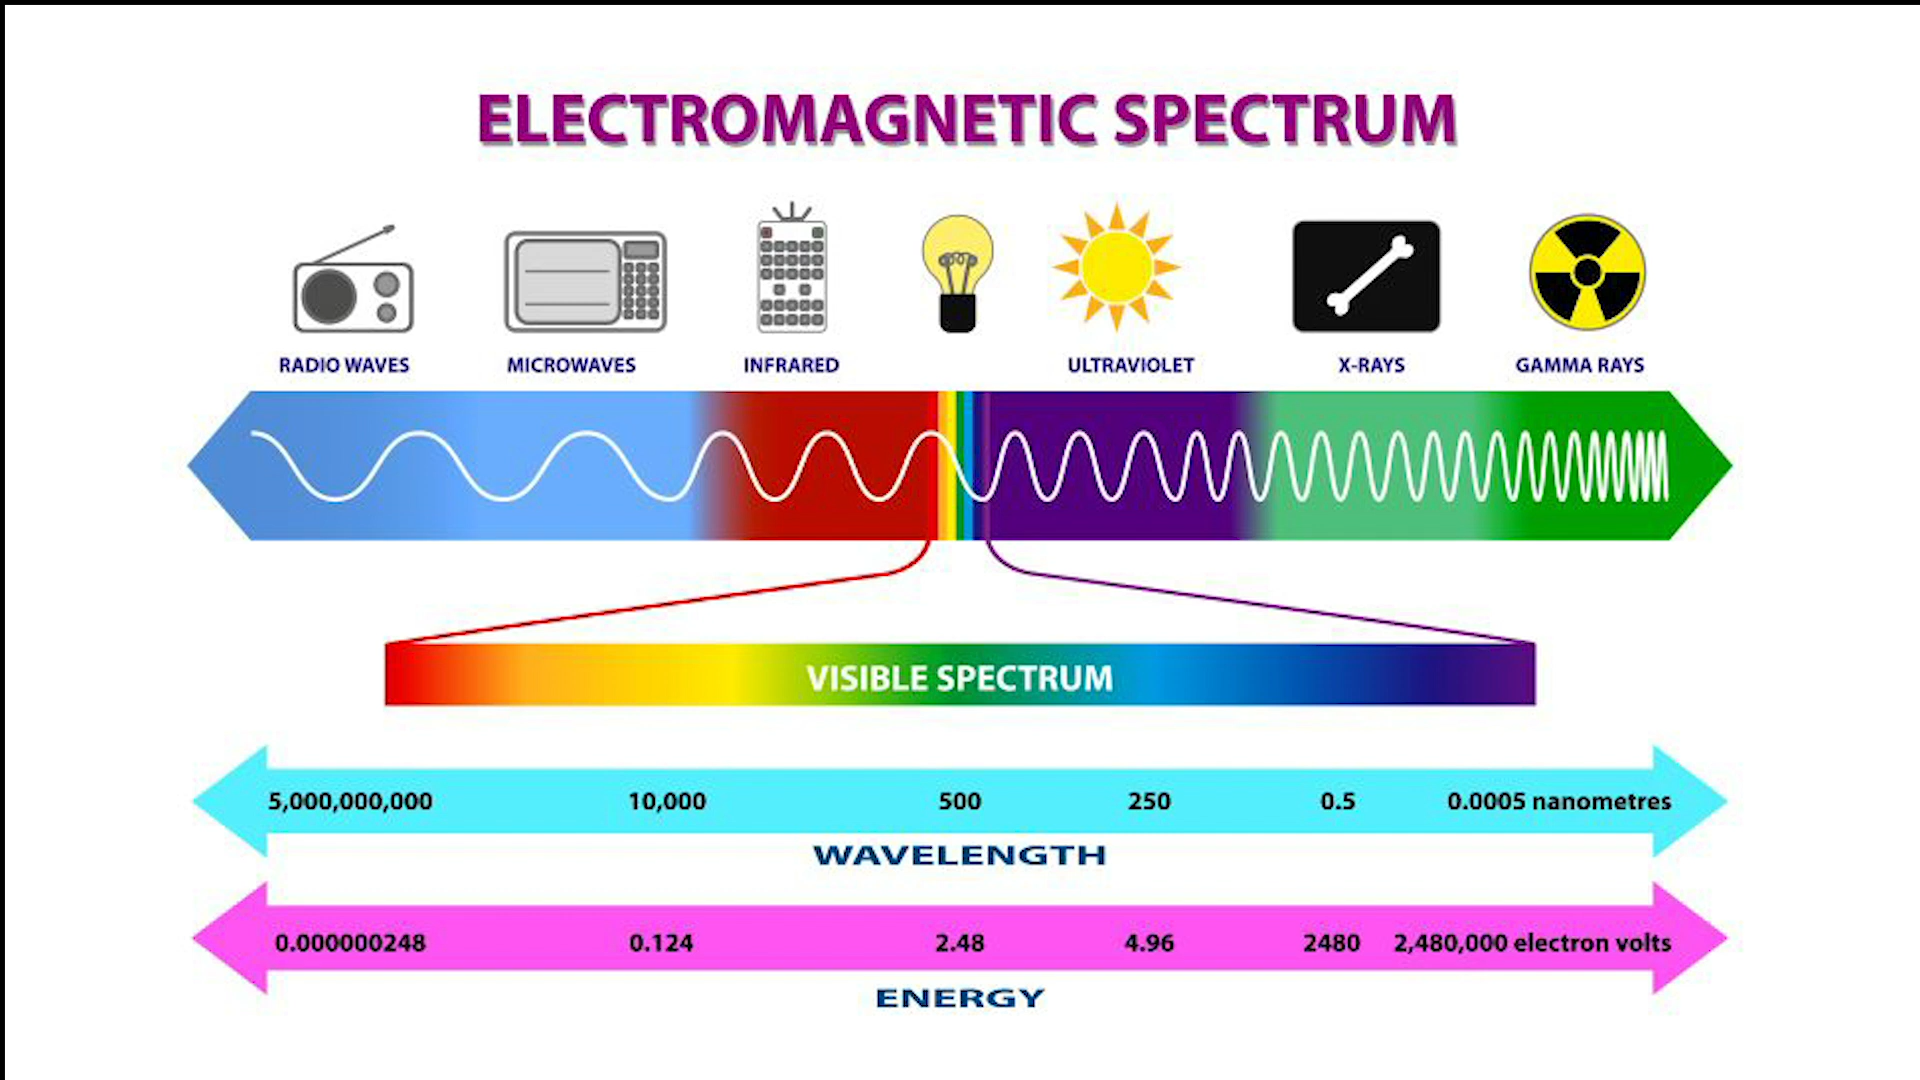 ELECTROMAGNETIC SPECTRUM
RADIO WAVES MICROWAVES INFRARED ULTRAVIOLET X-RAYS GAMMA RAYS
VISIBLE SPECTRUM
5,000,000,000 10,000 500 250 0.5 0.0005 nanometres
WAVELENGTH
0.000000248 0.124 2.48 4.96 2480 2,480,000 electron volts
ENERGY